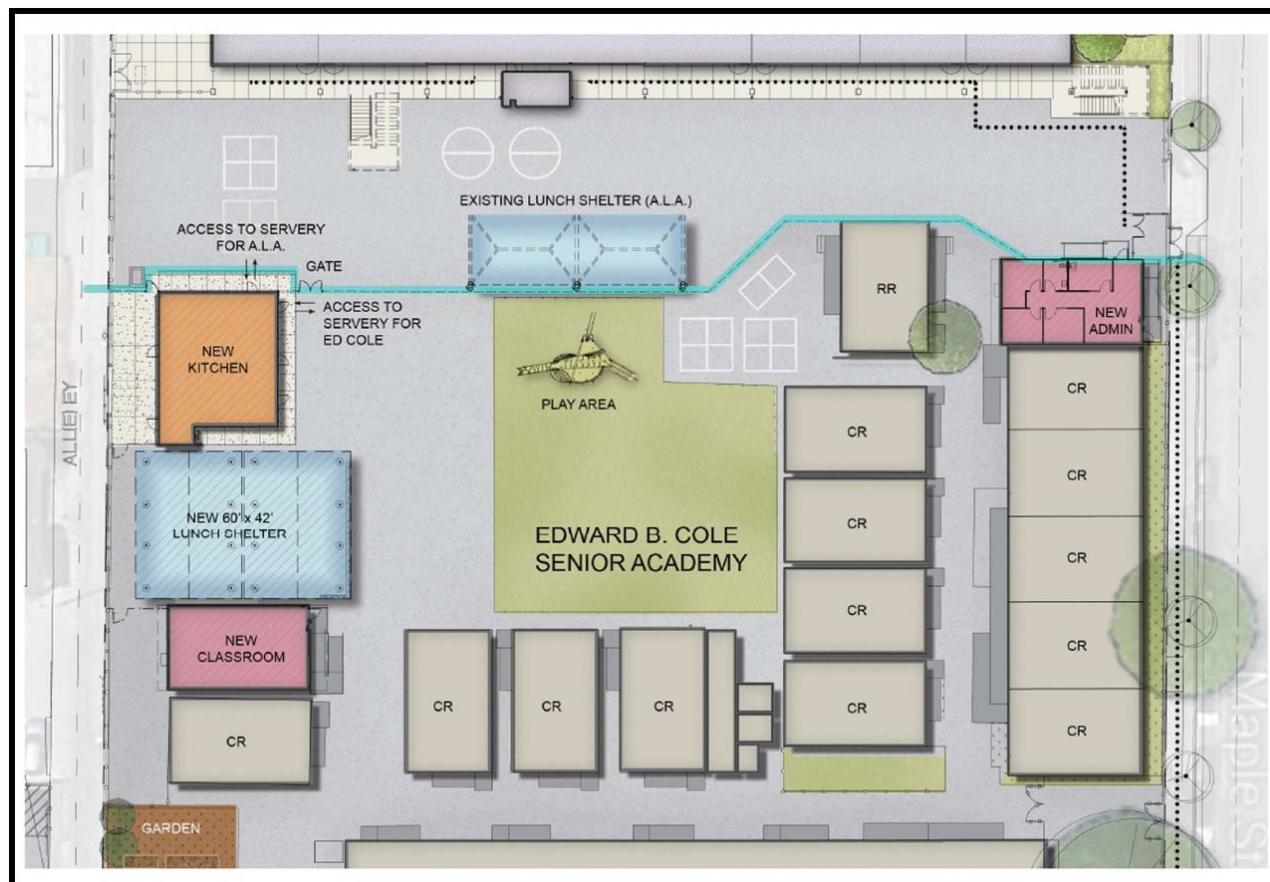 EXISTING LUNCH SHELTER (A.L.A.)
ACCESS TO SERVERY
FOR A.L.A.
GATE
ACCESS TO
SERVERY FOR
ED COLE
RR
NEW
ADMIN
NEW
KITCHEN
PLAY AREA
CR
CR
CR
CR
ALLEY
NEW 60' x 42'
LUNCH SHELTER
EDWARD B. COLE
SENIOR ACADEMY
CR
CR
CR
CR
NEW
CLASSROOM
CR
CR
CR
CR
CR
CR
Maple St
GARDEN